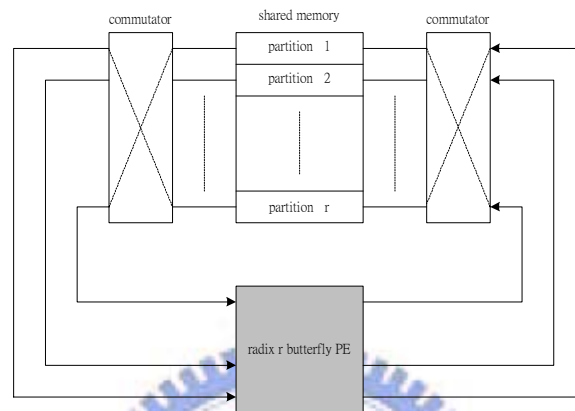 commutator
shared memory
commutator
partition 1
partition 2
partition r
radix r butterfly PE